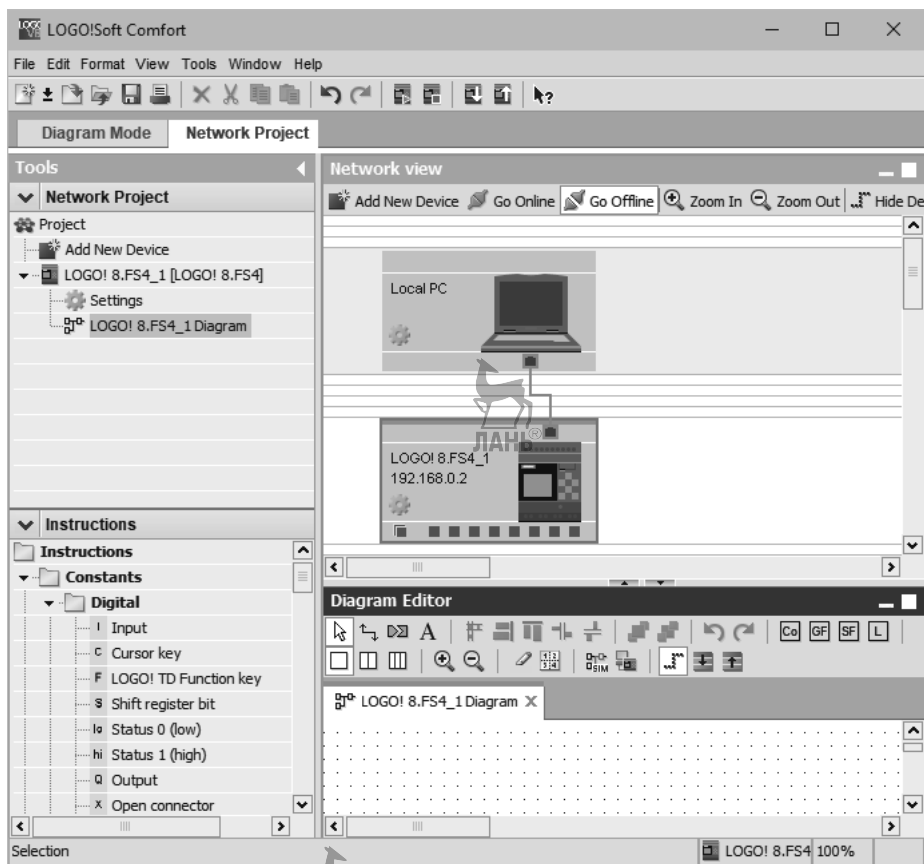 LOGO!Soft Comfort
File Edit Format View Tools Window Help
Diagram Mode
Network Project
Tools
Network Project
Project
Add New Device
LOGO! 8.FS4_1 [LOGO! 8.FS4]
Settings
LOGO! 8.FS4_1 Diagram
Instructions
Instructions
Constants
Digital
I Input
C Cursor key
F LOGO! TD Function key
S Shift register bit
lo Status 0 (low)
hi Status 1 (high)
Q Output
X Open connector
Network view
Add New Device Go Online Go Offline Zoom In Zoom Out Hide De
Local PC
ЛАНЬ®
LOGO! 8.FS4_1
192.168.0.2
Diagram Editor
A Co GF SF L
SIM
LOGO! 8.FS4_1 Diagram X
Selection
LOGO! 8.FS4 100%